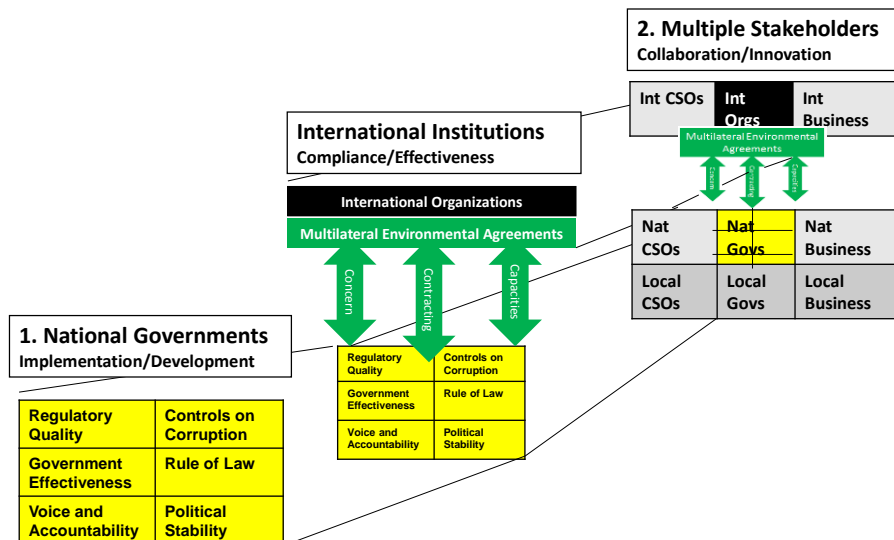 2. Multiple Stakeholders
Collaboration/Innovation
Int CSOs
Int
Orgs
Int
Business
Multilateral Environmental
Agreements
Concern
Contracting
Capacities
Nat
CSOs
Nat
Govs
Nat
Business
Local
CSOs
Local
Govs
Local
Business
International Institutions
Compliance/Effectiveness
International Organizations
Multilateral Environmental Agreements
Concern
Contracting
Capacities
Regulatory
Quality
Controls on
Corruption
Government
Effectiveness
Rule of Law
Voice and
Accountability
Political
Stability
1. National Governments
Implementation/Development
Regulatory
Quality
Controls on
Corruption
Government
Effectiveness
Rule of Law
Voice and
Accountability
Political
Stability